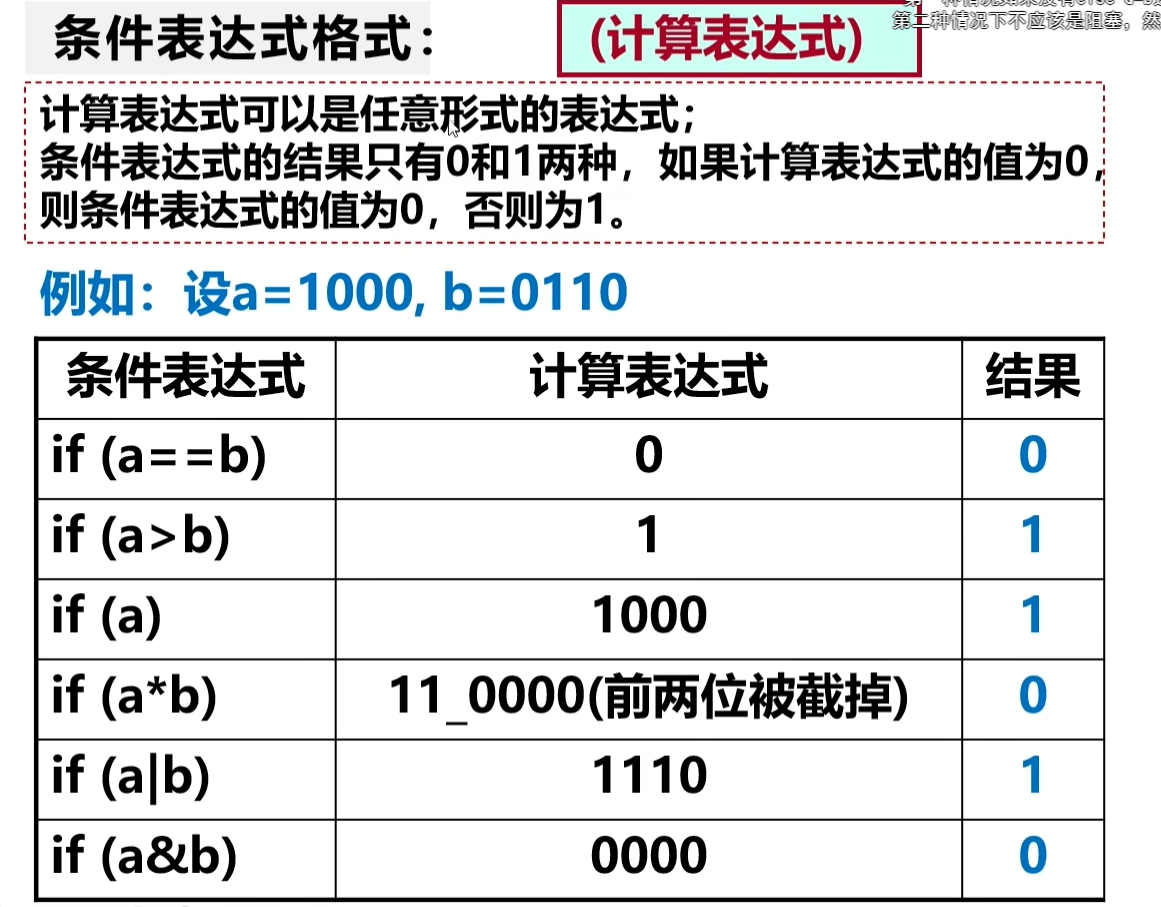 条件表达式格式：
(计算表达式)
第二种情况下不应该是阻塞，然
计算表达式可以是任意形式的表达式；
条件表达式的结果只有0和1两种，如果计算表达式的值为0，
则条件表达式的值为0，否则为1。
例如：设a=1000, b=0110
条件表达式 计算表达式 结果
if (a==b) 0 0
if (a>b) 1 1
if (a) 1000 1
if (a*b) 11_0000(前两位被截掉) 0
if (a|b) 1110 1
if (a&b) 0000 0